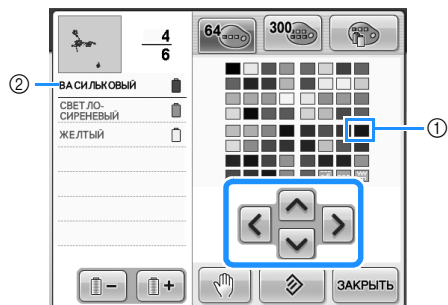 4
6
64
300
②
ВАСИЛЬКОВЫЙ
СВЕТЛО-
СИРЕНЕВЫЙ
ЖЕЛТЫЙ
①
ЗАКРЫТЬ